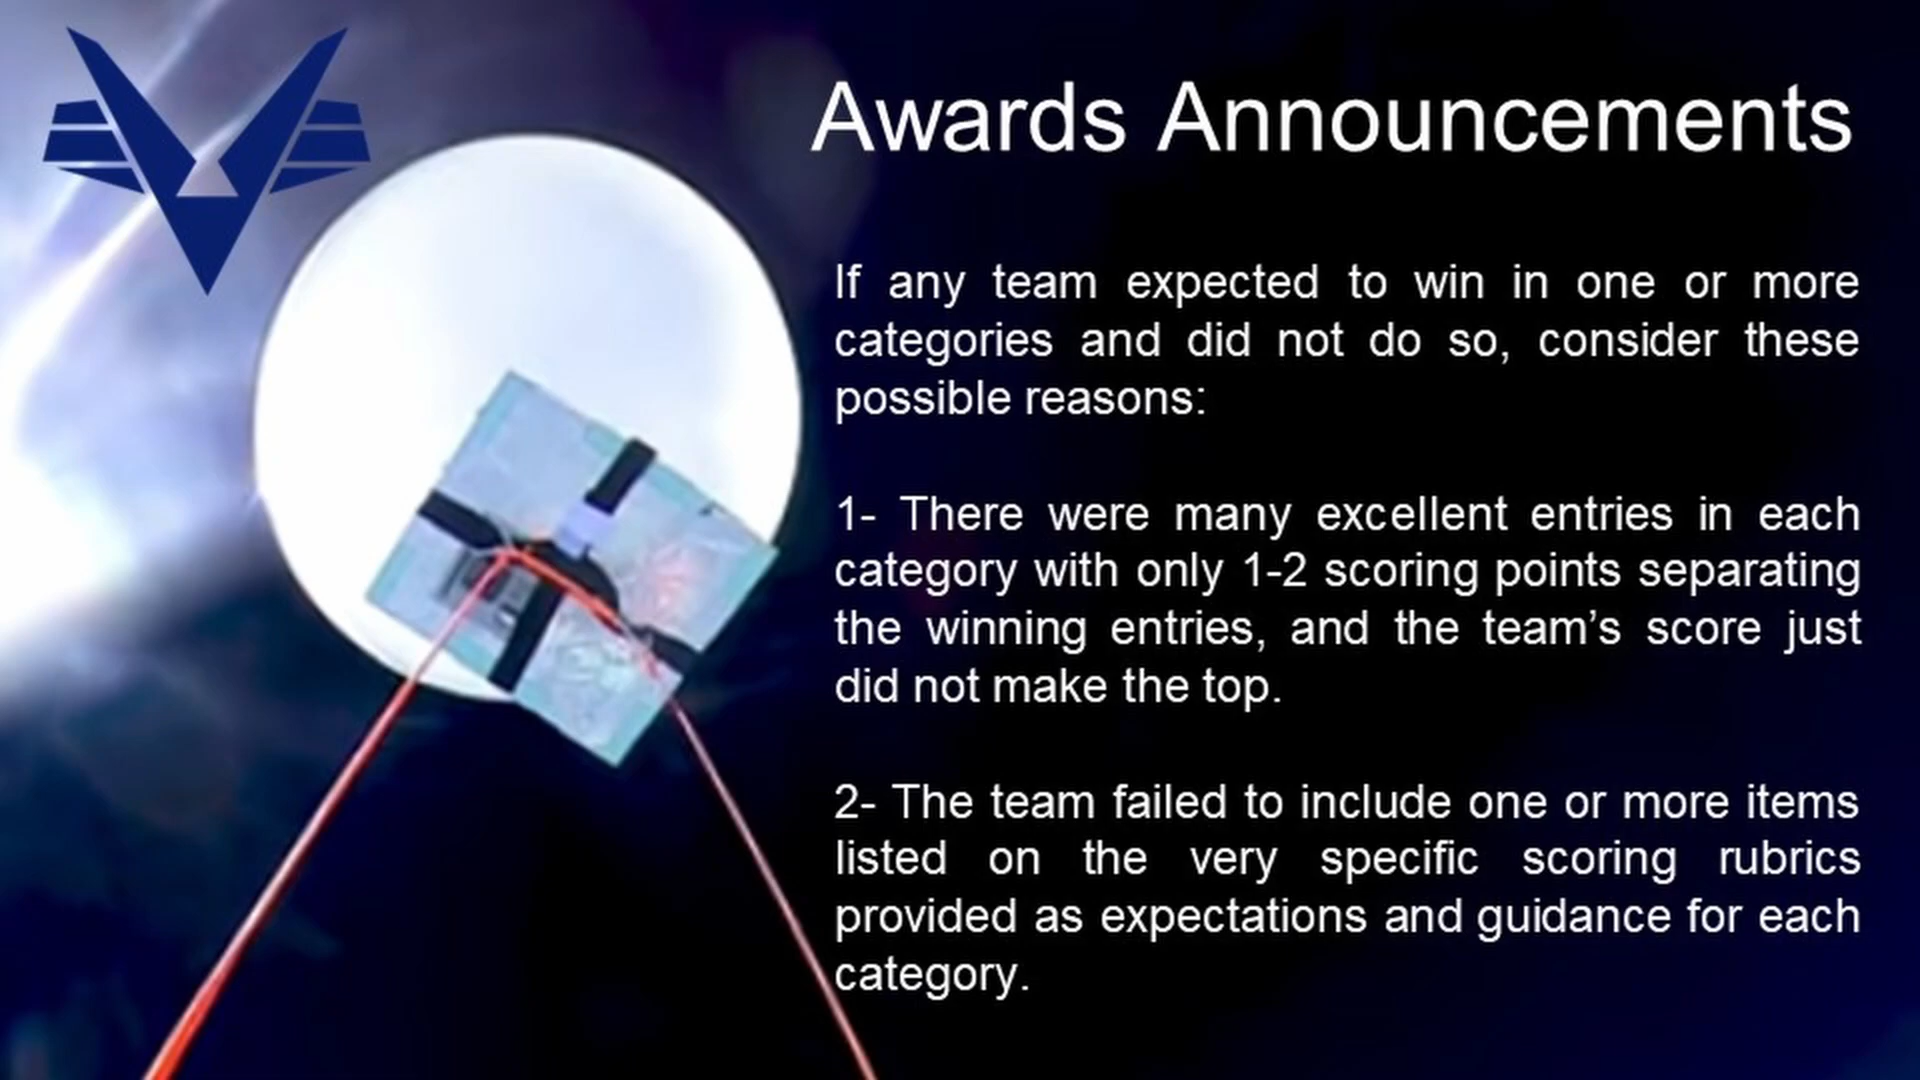 Awards Announcements
If any team expected to win in one or more
categories and did not do so, consider these
possible reasons:
1- There were many excellent entries in each
category with only 1-2 scoring points separating
the winning entries, and the team’s score just
did not make the top.
2- The team failed to include one or more items
listed on the very specific scoring rubrics
provided as expectations and guidance for each
category.